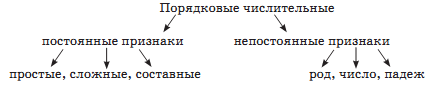 Порядковые числительные
постоянные признаки непостоянные признаки
простые, сложные, составные род, число, падеж